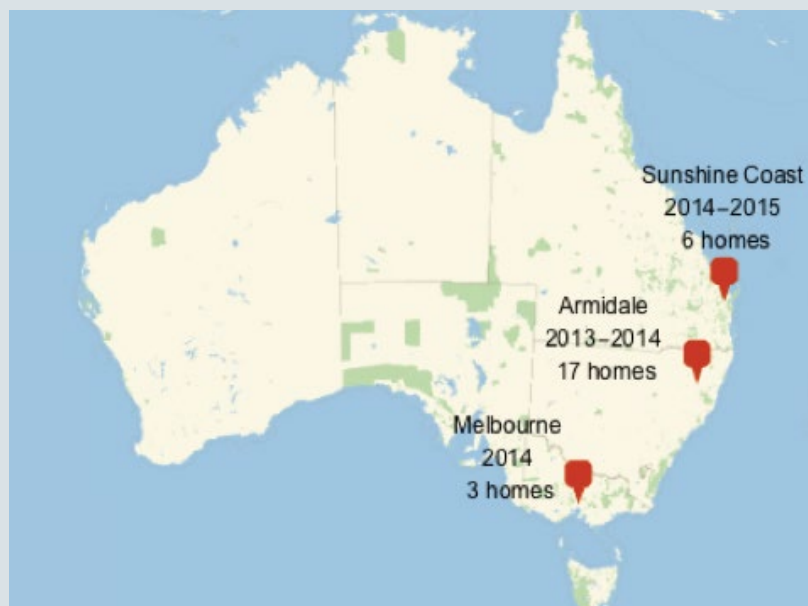 Sunshine Coast
2014–2015
6 homes
Armidale
2013–2014
17 homes
Melbourne
2014
3 homes